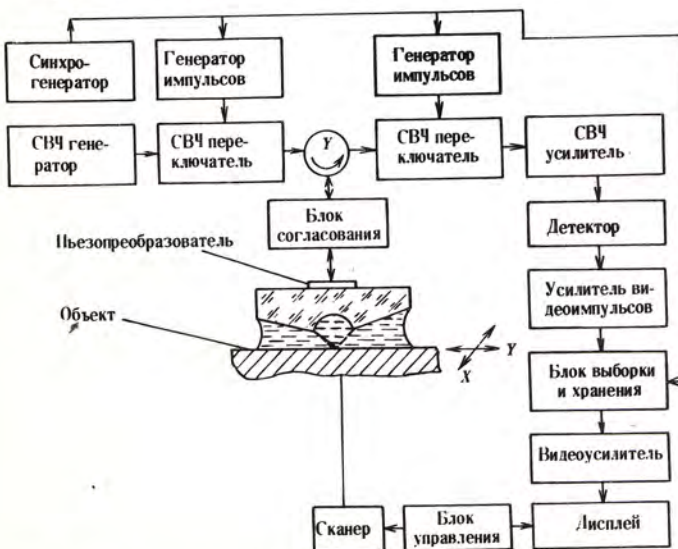 Синхро-
генератор
Генератор
импульсов
Генератор
импульсов
СВЧ гене-
ратор
СВЧ пере-
ключатель
Y
СВЧ пере-
ключатель
СВЧ
усилитель
Блок
согласования
Пьезопреобразователь
Детектор
Усилитель ви-
деоимпульсов
Объект
X
Y
Блок выборки
и хранения
Видеоусилитель
Сканер
Блок
управления
Дисплей